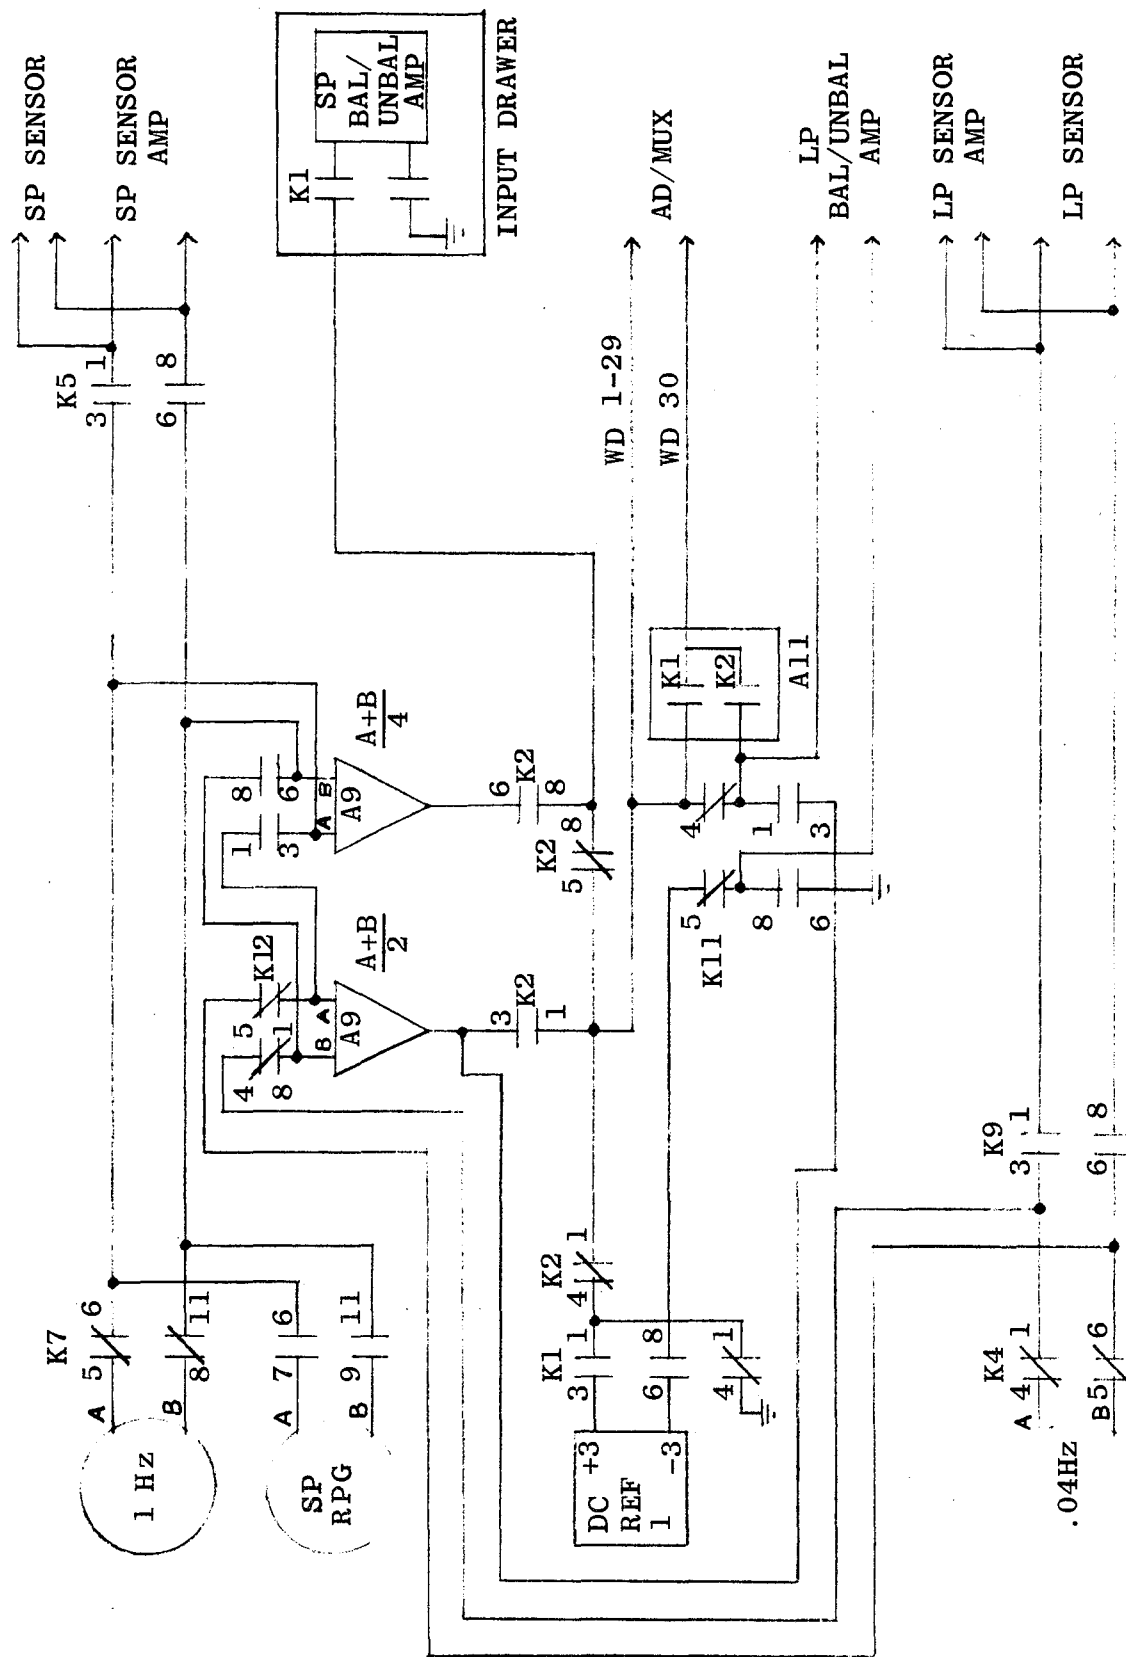 SP SENSOR
SP SENSOR
AMP
K5
3 1
6 8
K1
SP
BAL/
UNBAL
AMP
INPUT DRAWER
AD/MUX
WD 1-29
WD 30
LP
BAL/UNBAL
AMP
LP SENSOR
AMP
LP SENSOR
K7
A 5 6
B 8 11
1 Hz
A 7 6
B 9 11
SP
RPG
K12
4 5
8 1
B A
A9
A+B
2
1 8
3 6
A B
A9
A+B
4
3 K2
1
6 K2
8
K2
5 8
K1
K2
A11
4
1
3
5
K11
8
6
K2
4 1
K1
3 1
6 8
4 1
DC
REF
1
+3
-3
K9
3 1
6 8
K4
A 4 1
B 5 6
.04Hz